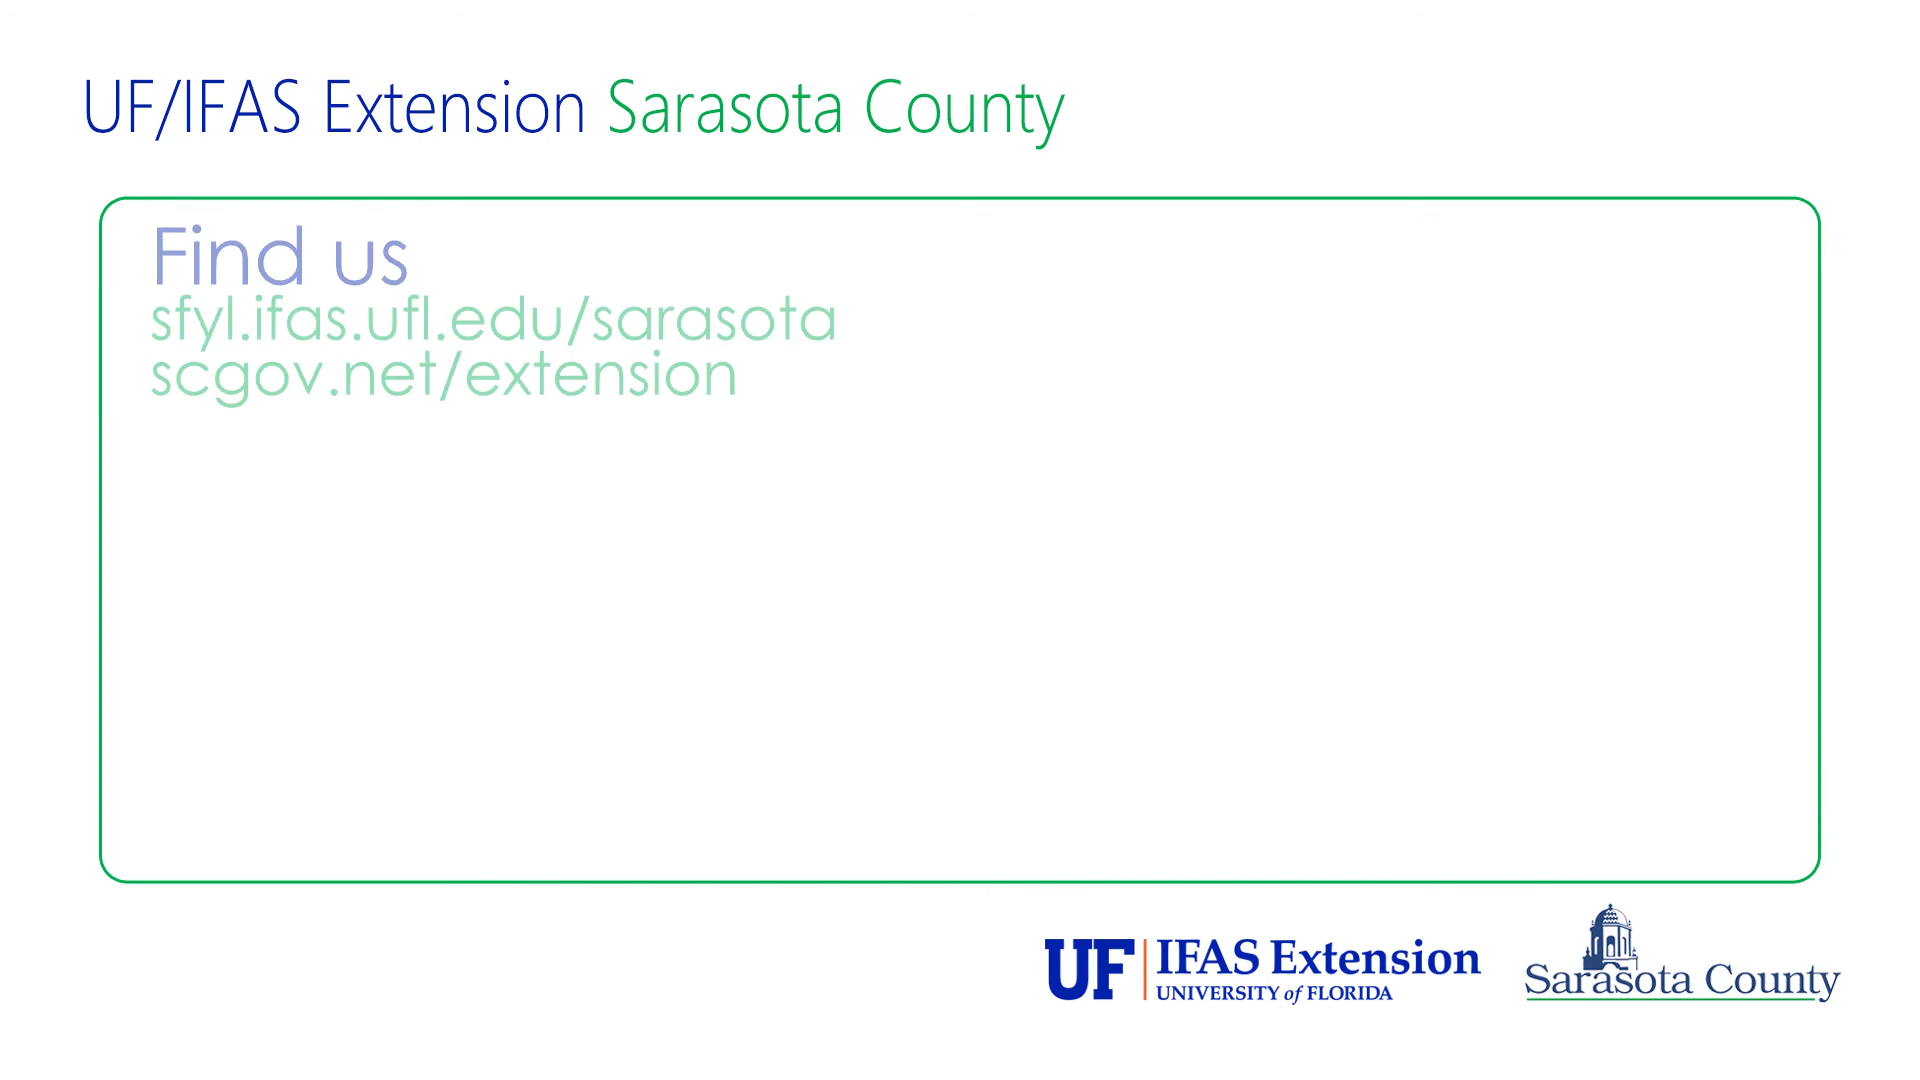 UF/IFAS Extension Sarasota County
Find us
sfyl.ifas.ufl.edu/sarasota
scgov.net/extension
UF IFAS Extension
UNIVERSITY of FLORIDA
Sarasota County